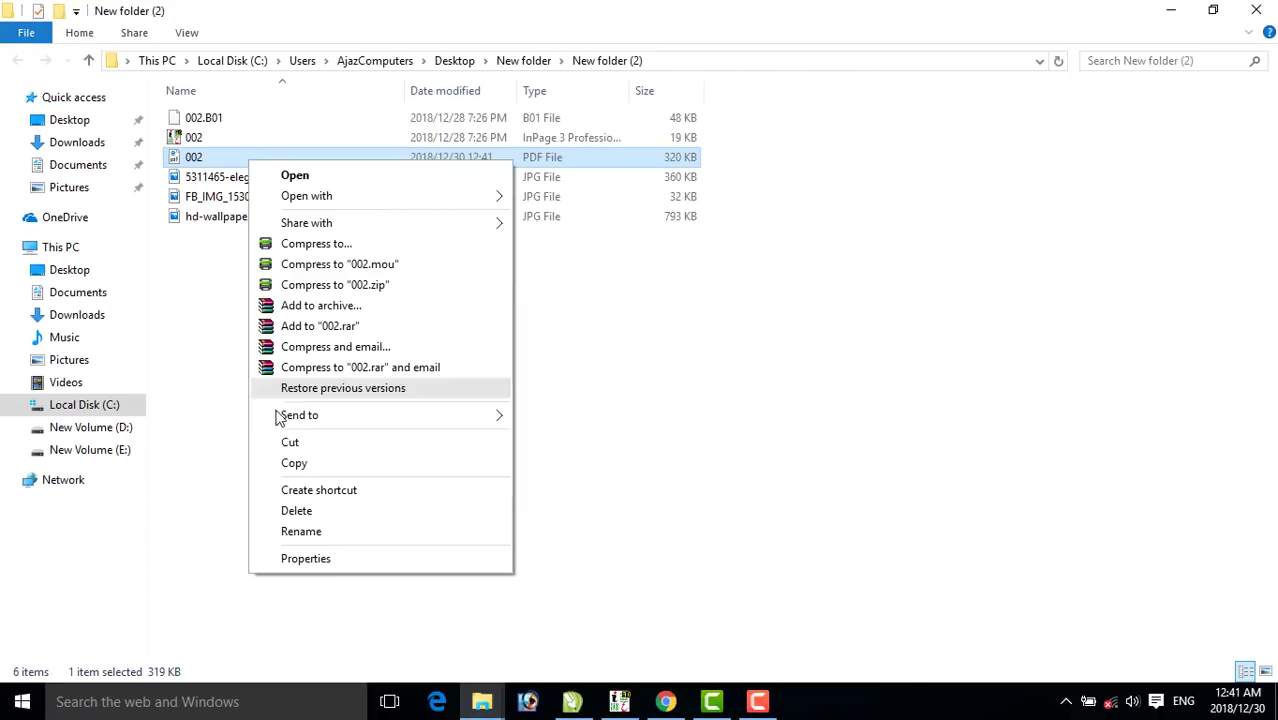 New folder (2)
File Home Share View
This PC Local Disk (C:) Users AjazComputers Desktop New folder New folder (2)
Search New folder (2)
Name Date modified Type Size
002.B01 2018/12/28 7:26 PM B01 File 48 KB
002 2018/12/28 7:26 PM InPage 3 Professio... 19 KB
002 2018/12/30 12:41 PDF File 320 KB
5311465-eleg JPG File 360 KB
FB_IMG_1530 JPG File 32 KB
hd-wallpape JPG File 793 KB
Quick access
Desktop
Downloads
Documents
Pictures
OneDrive
This PC
Desktop
Documents
Downloads
Music
Pictures
Videos
Local Disk (C:)
New Volume (D:)
New Volume (E:)
Network
Open
Open with
Share with
Compress to...
Compress to "002.mou"
Compress to "002.zip"
Add to archive...
Add to "002.rar"
Compress and email...
Compress to "002.rar" and email
Restore previous versions
Send to
Cut
Copy
Create shortcut
Delete
Rename
Properties
6 items 1 item selected 319 KB
Search the web and Windows
ENG
12:41 AM
2018/12/30